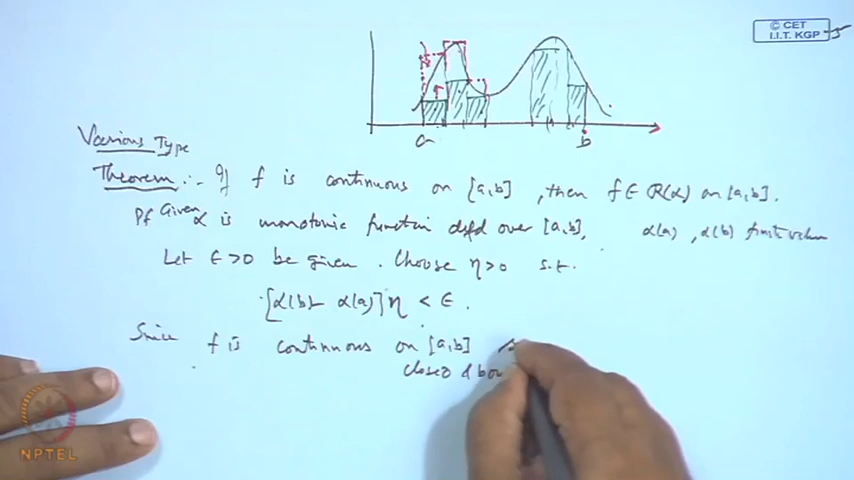 © CET
I.I.T. KGP
a
b
Various Type
Theorem :- If f is continuous on [a,b], then f ∈ R(α) on [a,b].
Pf Given α is monotonic function defd over [a,b], α(a), α(b) finite value
Let ε>0 be given. Choose η>0 s.t.
[α(b) - α(a)] η < ε.
Since f is continuous on [a,b]
closed & bou
NPTEL